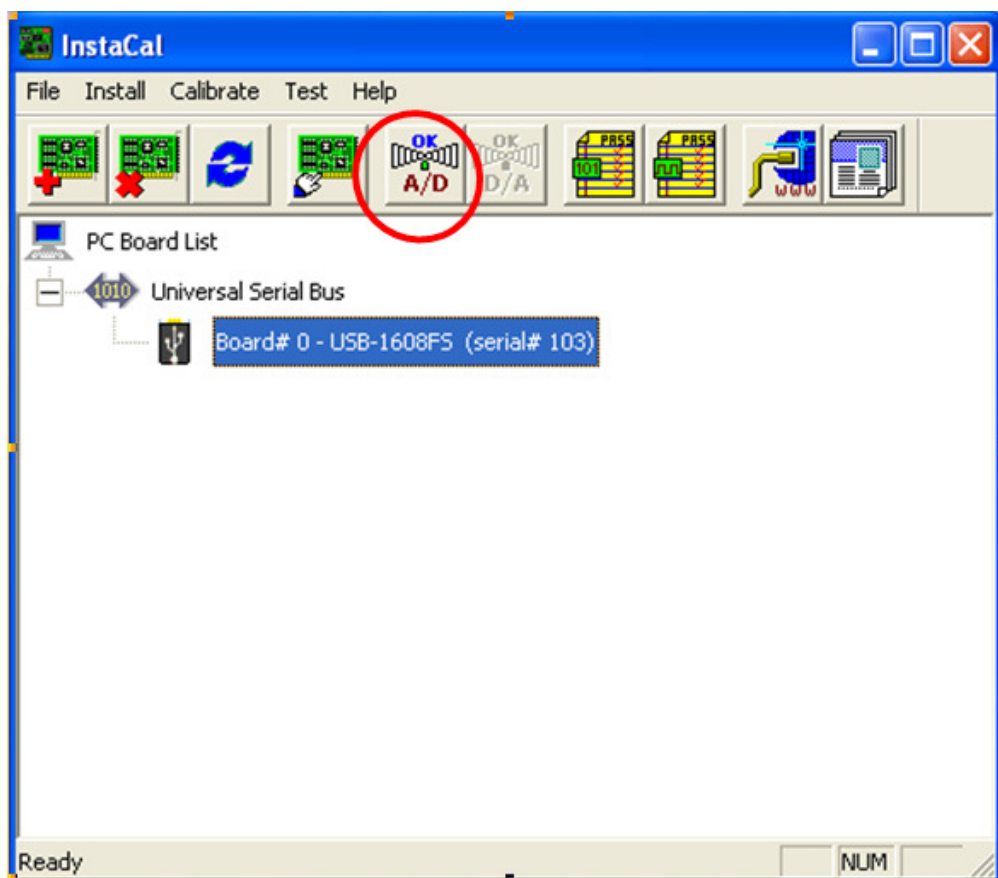 InstaCal
File Install Calibrate Test Help
OK A/D OK D/A 101 PASS PASS www
PC Board List
1010 Universal Serial Bus
Board# 0 - USB-1608FS (serial# 103)
Ready NUM